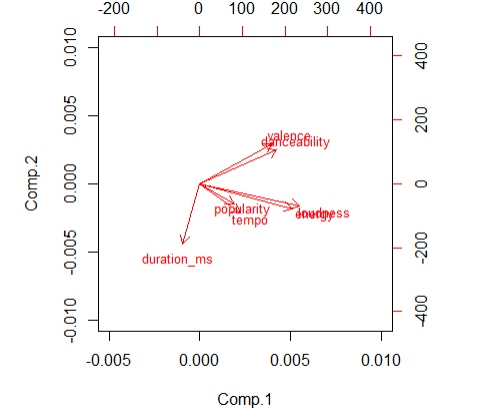 -200 0 100 200 300 400
0.010
400
0.005
200
valence
danceability
0.000
0
Comp.2
popularity
loudness
energy
tempo
-0.005
-200
duration_ms
-0.010
-400
-0.005 0.000 0.005 0.010
Comp.1